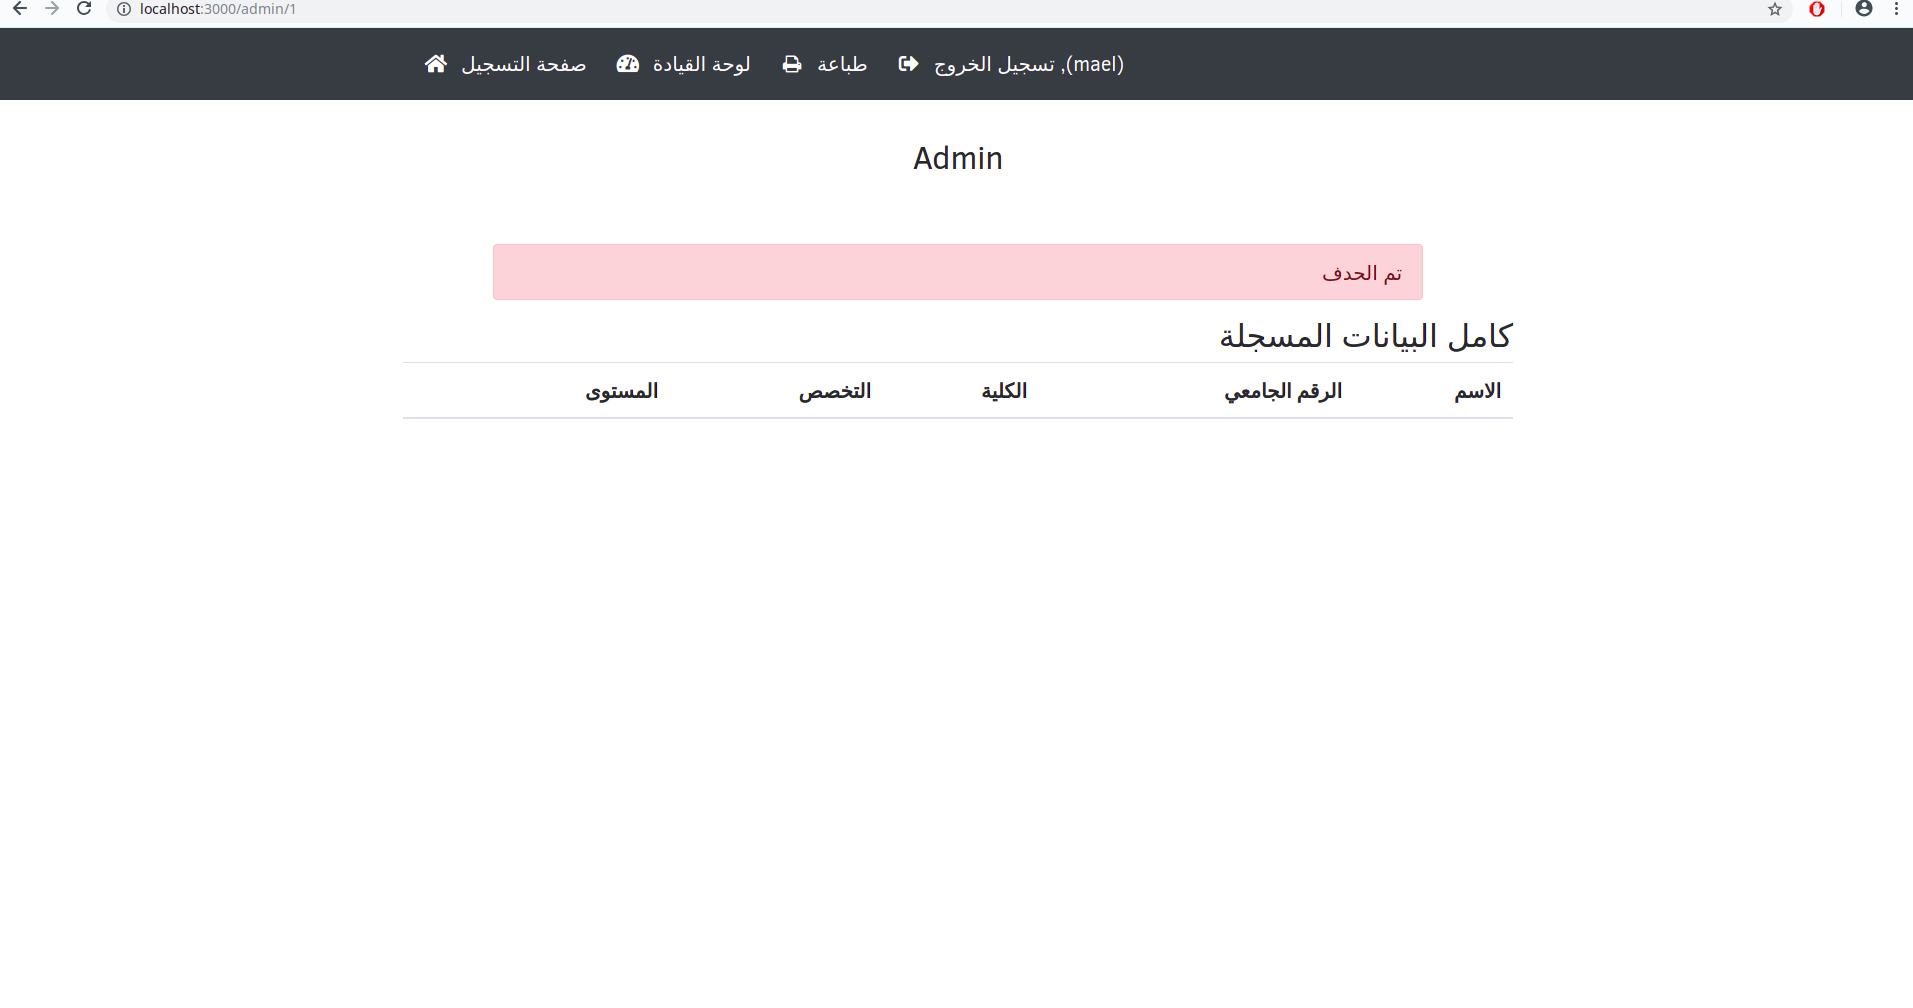 localhost:3000/admin/1
صفحة التسجيل
لوحة القيادة
طباعة
تسجيل الخروج ,(mael)
Admin
تم الحدف
كامل البيانات المسجلة
الاسم الرقم الجامعي الكلية التخصص المستوى